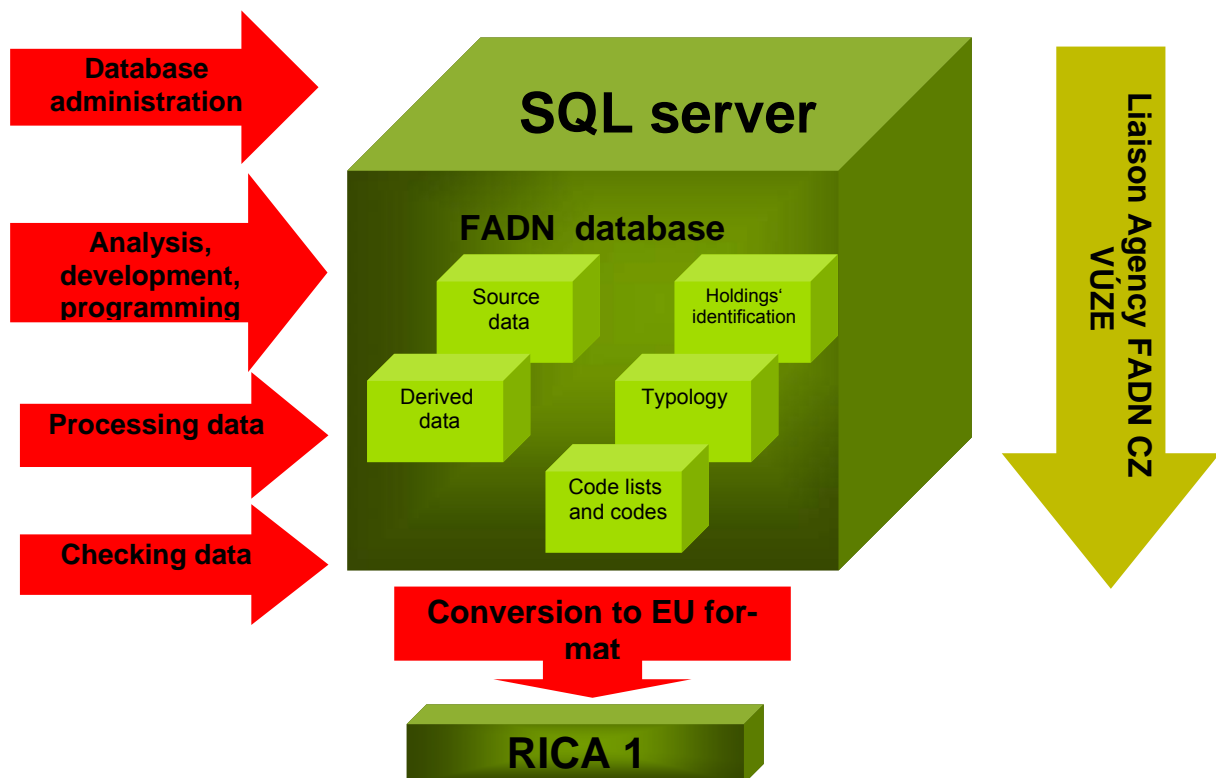 Database
administration
SQL server
Analysis,
development,
programming
FADN  database
Source
data
Holdings‘
identification
Derived
data
Typology
Code lists
and codes
Processing data
Checking data
Conversion to EU for-
mat
RICA 1
Liaison Agency FADN CZ
VÚZE